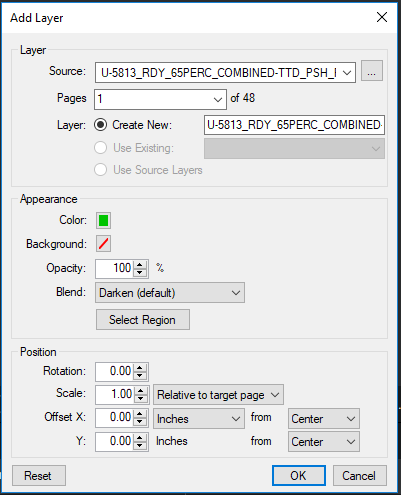 Add Layer
Layer
Source: U-5813_RDY_65PERC_COMBINED-TTD_PSH_ ...
Pages 1 of 48
Layer: Create New: U-5813_RDY_65PERC_COMBINED-
Use Existing:
Use Source Layers
Appearance
Color:
Background:
Opacity: 100 %
Blend: Darken (default)
Select Region
Position
Rotation: 0.00
Scale: 1.00 Relative to target page
Offset X: 0.00 Inches from Center
Y: 0.00 Inches from Center
Reset OK Cancel